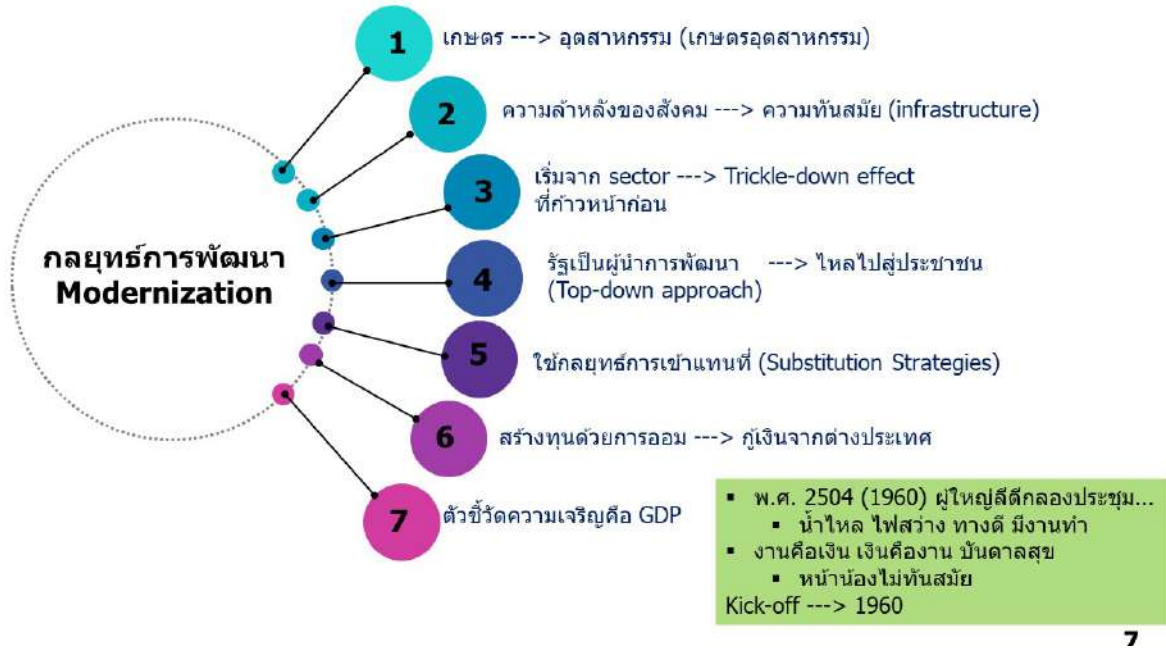 1
เกษตร ---> อุตสาหกรรม (เกษตรอุตสาหกรรม)
2
ความล้าหลังของสังคม ---> ความทันสมัย (infrastructure)
3
เริ่มจาก sector ---> Trickle-down effect
ที่ก้าวหน้าก่อน
กลยุทธ์การพัฒนา
Modernization
4
รัฐเป็นผู้นำการพัฒนา ---> ไหลไปสู่ประชาชน
(Top-down approach)
5
ใช้กลยุทธ์การเข้าแทนที่ (Substitution Strategies)
6
สร้างทุนด้วยการออม ---> กู้เงินจากต่างประเทศ
7
ตัวชี้วัดความเจริญคือ GDP
▪ พ.ศ. 2504 (1960) ผู้ใหญ่ลีตีกลองประชุม...
▪ น้ำไหล ไฟสว่าง ทางดี มีงานทำ
▪ งานคือเงิน เงินคืองาน บันดาลสุข
▪ หน้าน้องไม่ทันสมัย
Kick-off ---> 1960
7